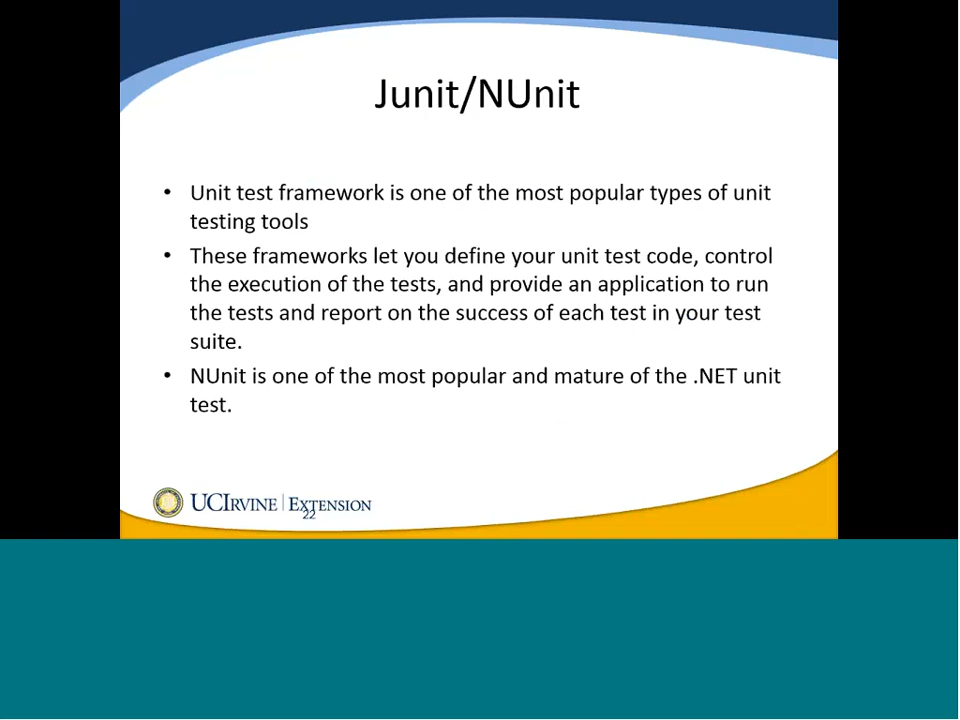 Junit/NUnit
• Unit test framework is one of the most popular types of unit
testing tools
• These frameworks let you define your unit test code, control
the execution of the tests, and provide an application to run
the tests and report on the success of each test in your test
suite.
• NUnit is one of the most popular and mature of the .NET unit
test.
UCIRVINE | EXTENSION
22